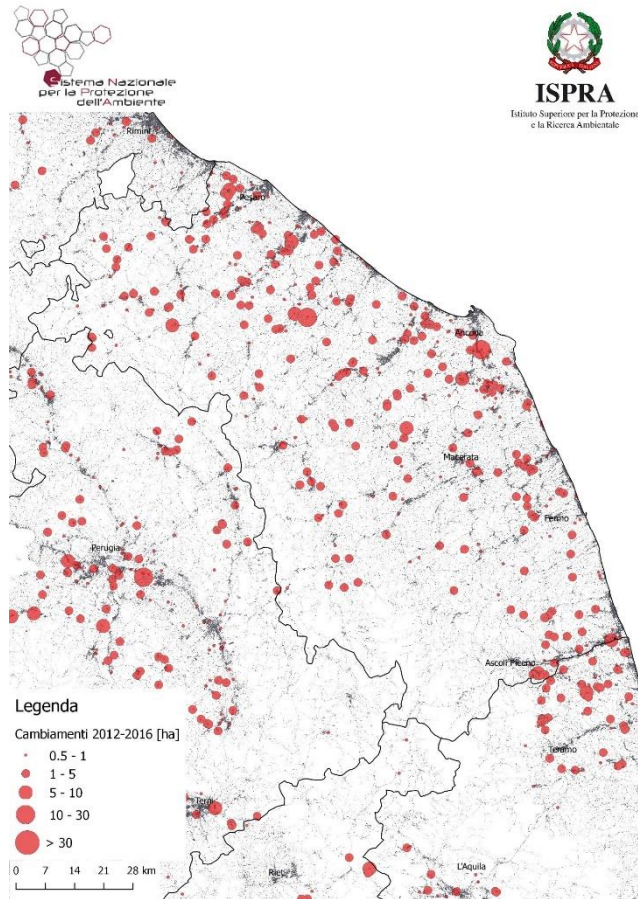 Sistema Nazionale
per la Protezione
dell'Ambiente
ISPRA
Istituto Superiore per la Protezione
e la Ricerca Ambientale
Rimini
Pesaro
Ancona
Macerata
Fermo
Perugia
Ascoli Piceno
Teramo
Terni
Rieti
L'Aquila
Legenda
Cambiamenti 2012-2016 [ha]
0.5 - 1
1 - 5
5 - 10
10 - 30
> 30
0 7 14 21 28 km